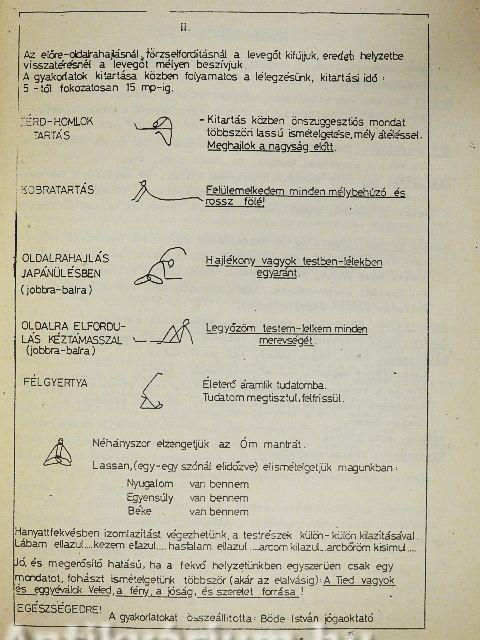 II.
Az előre-oldalrahajlásnál, törzselfordításnál a levegőt kifújjuk, eredeti helyzetbe
visszatérésnél a levegőt mélyen beszívjuk.
A gyakorlatok kitartása közben folyamatos a lélegzésünk, kitartási idő:
5 -től fokozatosan 15 mp-ig.
TÉRD-HOMLOK
TARTÁS
- Kitartás közben önszuggesztiós mondat
többszöri lassú ismételgetése, mély átéléssel.
Meghajlok a nagyság előtt.
KOBRATARTÁS
Felülemelkedem minden mélybehúzó és
rossz fölé!
OLDALRAHAJLÁS
JAPÁNÜLÉSBEN
(jobbra-balra)
Hajlékony vagyok testben-lélekben
egyaránt.
OLDALRA ELFORDU-
LÁS KÉZTÁMASSZAL
(jobbra-balra)
Legyőzöm testem-lelkem minden
merevségét.
FÉLGYERTYA
Életerő áramlik tudatomba.
Tudatom megtisztul, felfrissül.
Néhányszor elzengetjük az Óm mantrát.
Lassan, (egy-egy szónál elidőzve) elismételgetjük magunkban:
Nyugalom van bennem
Egyensúly van bennem
Béke van bennem
Hanyattfekvésben izomlazítást végezhetünk, a testrészek külön-külön kilazításával.
Lábam ellazul.... kezem ellazul.... hasfalam ellazul ....arcom kilazul..arcbőröm kisimul....
Jó, és megerősítő hatású, ha a fekvő helyzetünkben egyszerűen csak egy
mondatot, fohászt ismételgetünk többször (akár az elalvásig): A Tied vagyok
és eggyéválok Veled, a fény, a jóság, és szeretet forrása!
EGÉSZSÉGEDRE!
A gyakorlatokat összeállította: Böde István jógaoktató